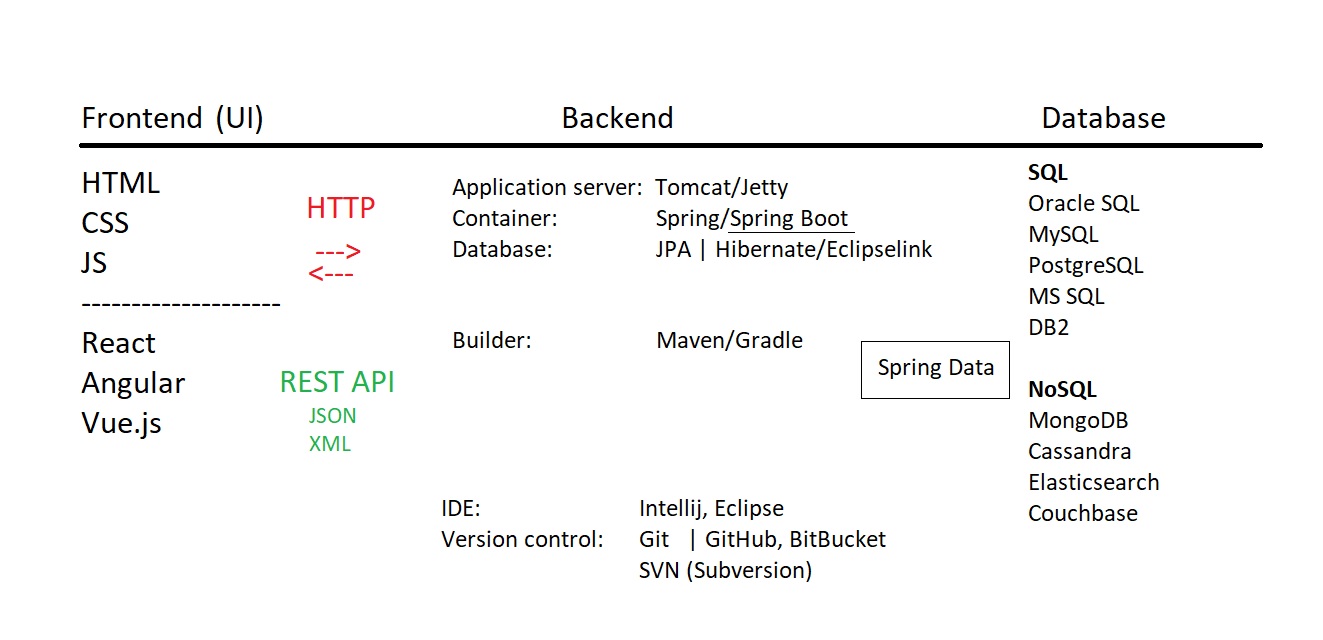 Frontend (UI)
Backend
Database
HTML
CSS
JS
--------------------
React
Angular
Vue.js
HTTP
--->
<---
REST API
JSON
XML
Application server: Tomcat/Jetty
Container: Spring/Spring Boot
Database: JPA | Hibernate/Eclipselink
Builder: Maven/Gradle
Spring Data
IDE: Intellij, Eclipse
Version control: Git | GitHub, BitBucket
SVN (Subversion)
SQL
Oracle SQL
MySQL
PostgreSQL
MS SQL
DB2
NoSQL
MongoDB
Cassandra
Elasticsearch
Couchbase